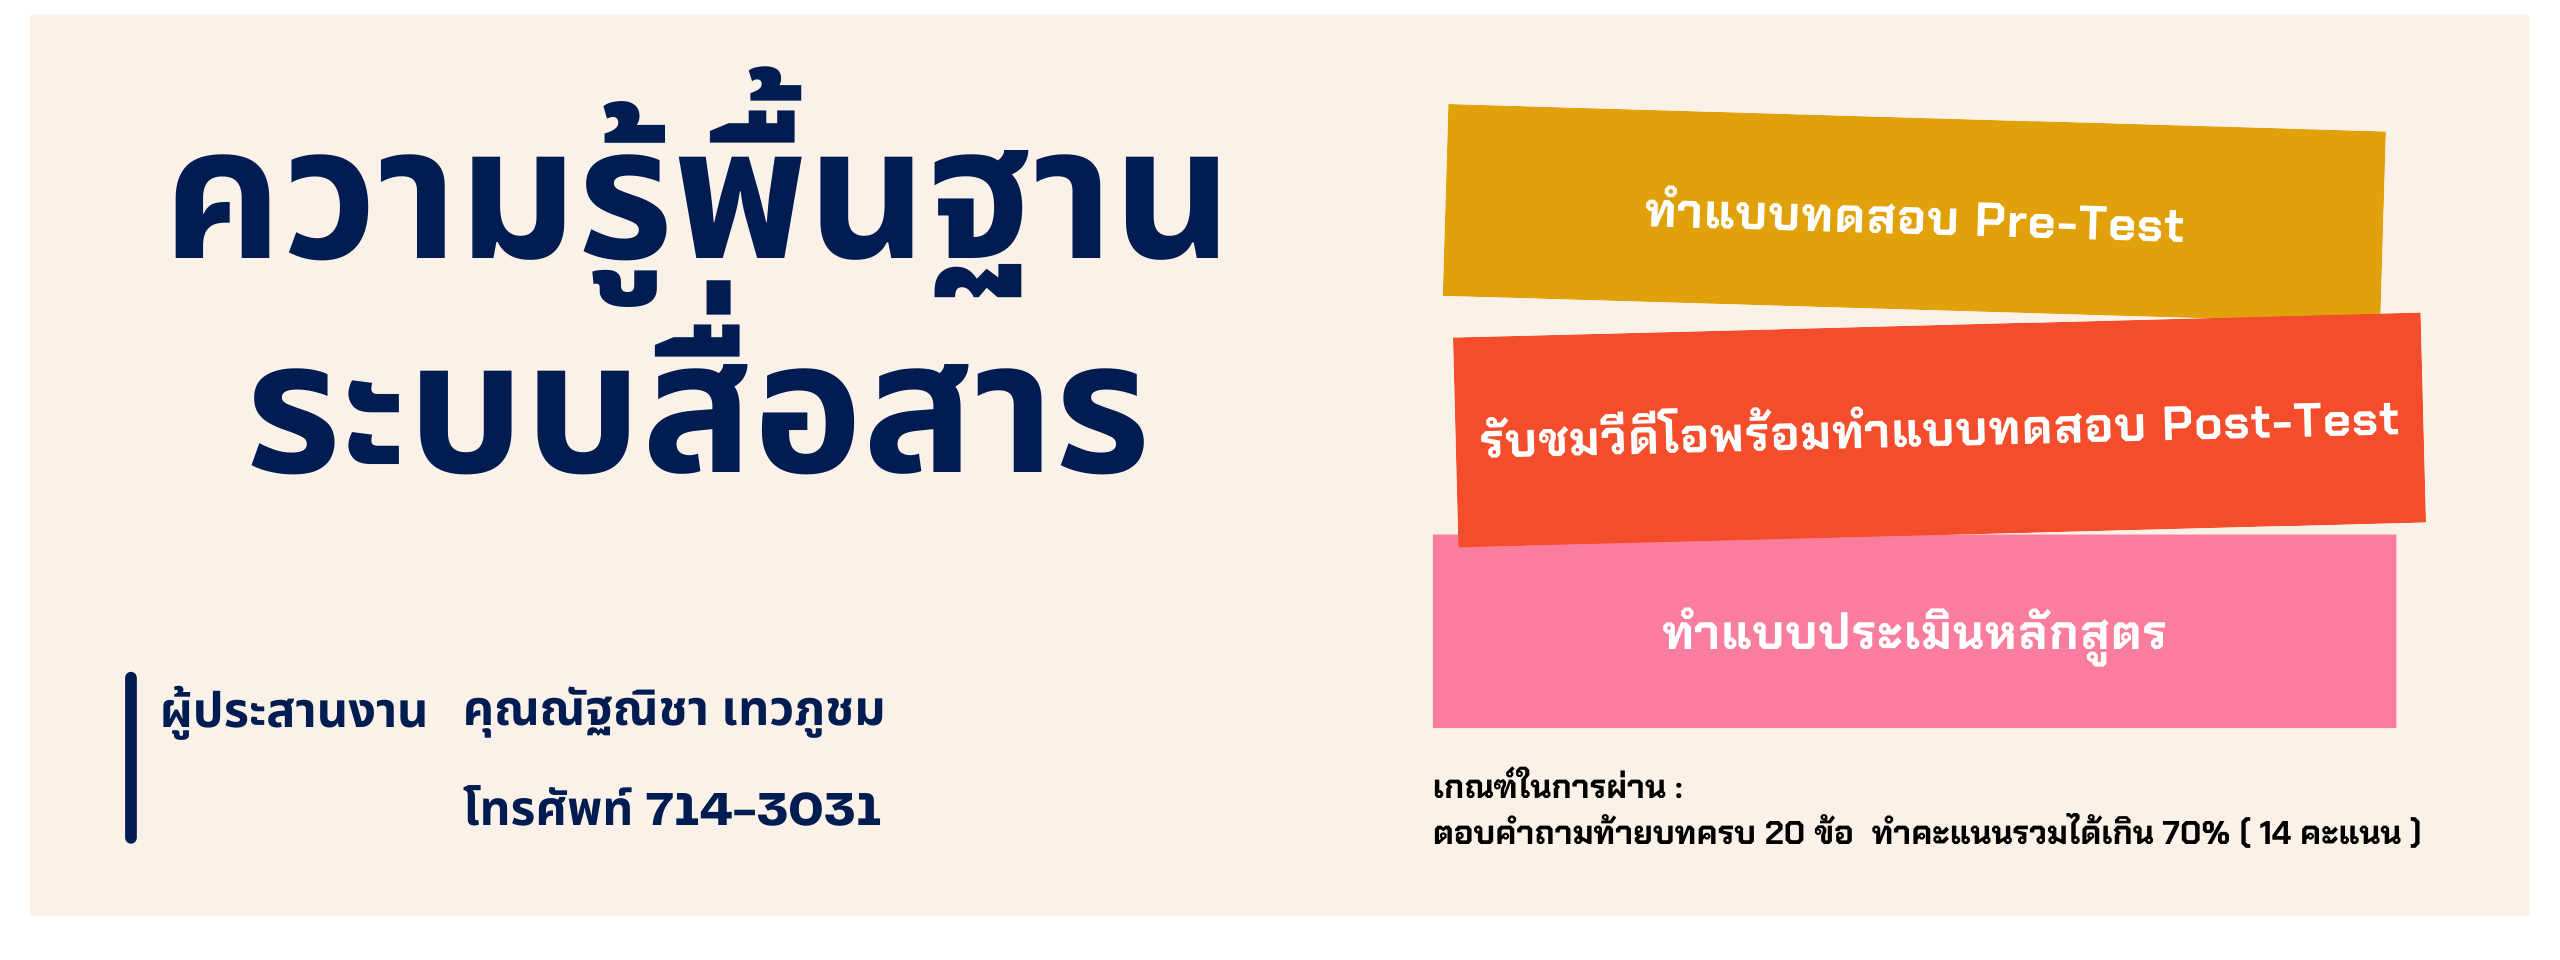 ความรู้พื้นฐาน
ระบบสื่อสาร
ผู้ประสานงาน คุณณัฐณิชา เทวภูชม
โทรศัพท์ 714-3031
ทำแบบทดสอบ Pre-Test
รับชมวีดีโอพร้อมทำแบบทดสอบ Post-Test
ทำแบบประเมินหลักสูตร
เกณฑ์ในการผ่าน :
ตอบคำถามท้ายบทครบ 20 ข้อ ทำคะแนนรวมได้เกิน 70% ( 14 คะแนน )